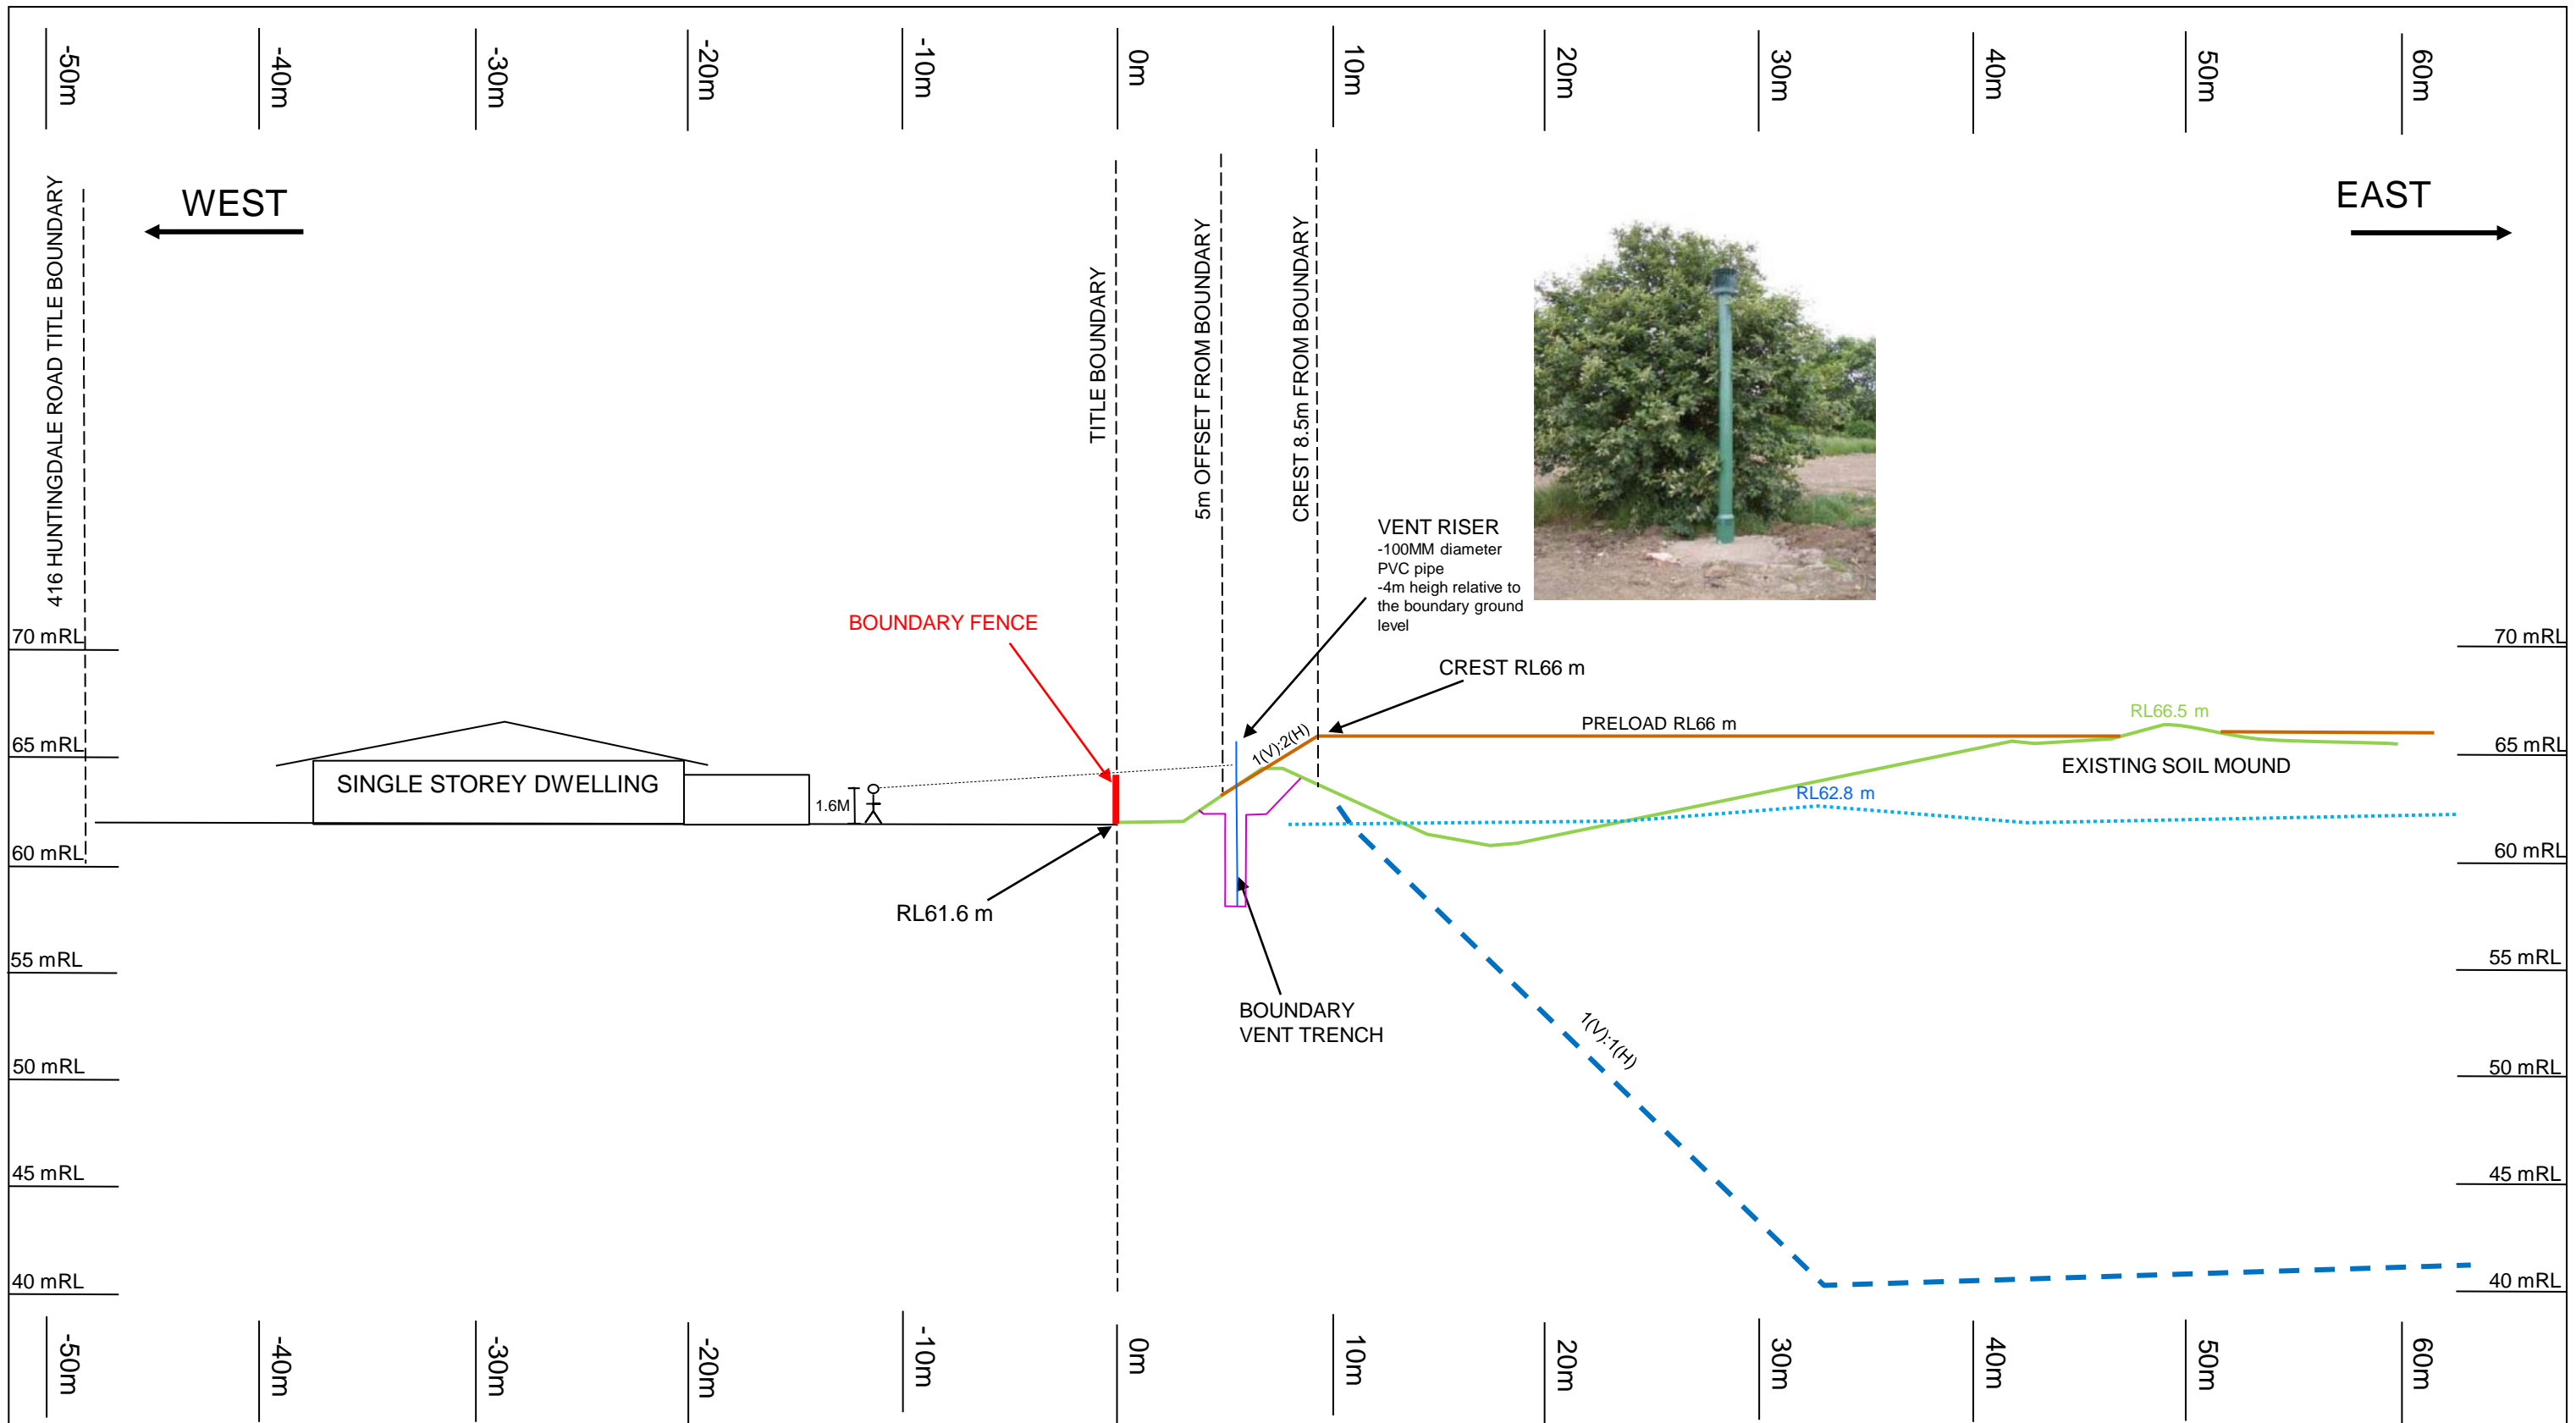 -50m
-40m
-30m
-20m
-10m
0m
10m
20m
30m
40m
50m
60m
WEST
EAST
416 HUNTINGDALE ROAD TITLE BOUNDARY
TITLE BOUNDARY
5m OFFSET FROM BOUNDARY
CREST 8.5m FROM BOUNDARY
VENT RISER
-100MM diameter
PVC pipe
-4m heigh relative to
the boundary ground
level
BOUNDARY FENCE
70 mRL
70 mRL
CREST RL66 m
PRELOAD RL66 m
RL66.5 m
1(V):2(H)
65 mRL
65 mRL
SINGLE STOREY DWELLING
EXISTING SOIL MOUND
1.6M
RL62.8 m
60 mRL
60 mRL
RL61.6 m
55 mRL
55 mRL
BOUNDARY
VENT TRENCH
1(V):1(H)
50 mRL
50 mRL
45 mRL
45 mRL
40 mRL
40 mRL
-50m
-40m
-30m
-20m
-10m
0m
10m
20m
30m
40m
50m
60m